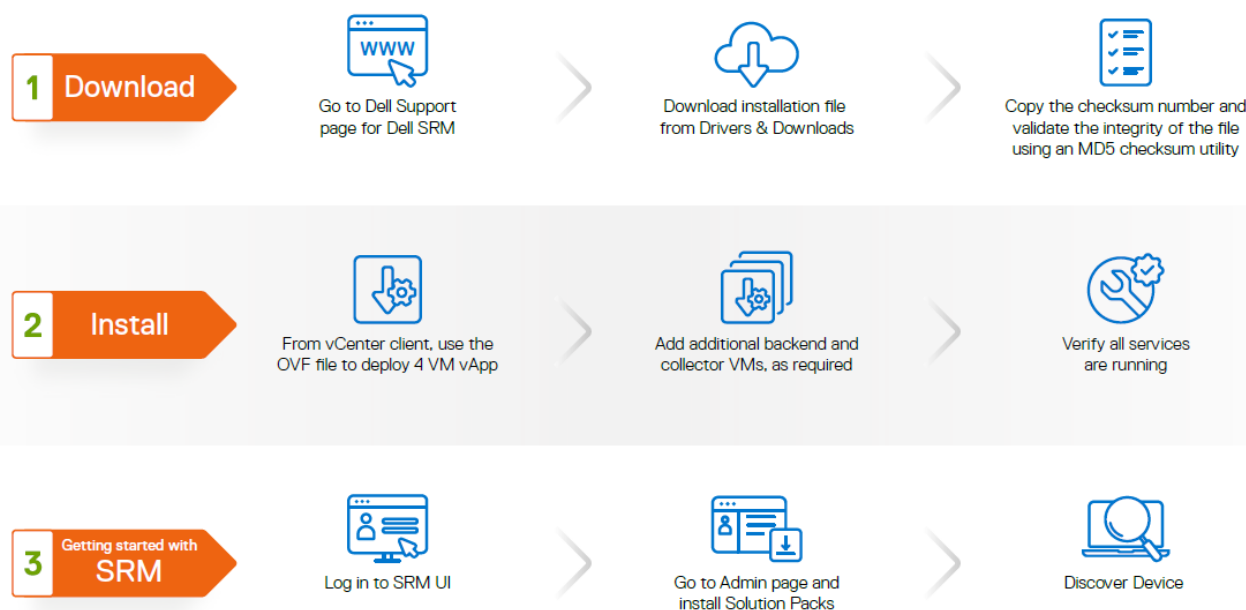 1 Download
WWW
Go to Dell Support
page for Dell SRM
Download installation file
from Drivers & Downloads
Copy the checksum number and
validate the integrity of the file
using an MD5 checksum utility
2 Install
From vCenter client, use the
OVF file to deploy 4 VM vApp
Add additional backend and
collector VMs, as required
Verify all services
are running
3 Getting started with
SRM
Log in to SRM UI
Go to Admin page and
install Solution Packs
Discover Device